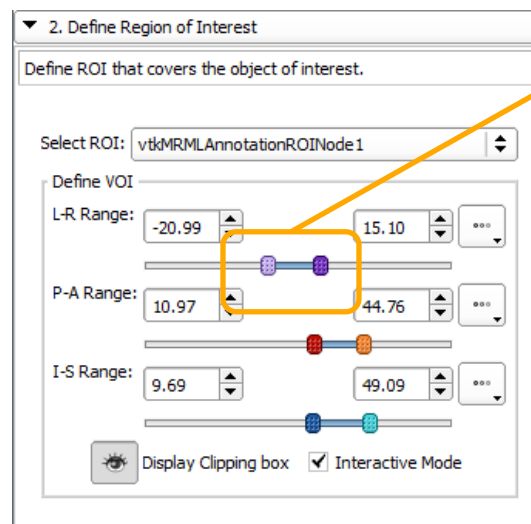 2. Define Region of Interest
Define ROI that covers the object of interest.
Select ROI: vtkMRMLAnnotationROINode1
Define VOI
L-R Range: -20.99 15.10
P-A Range: 10.97 44.76
I-S Range: 9.69 49.09
Display Clipping box Interactive Mode